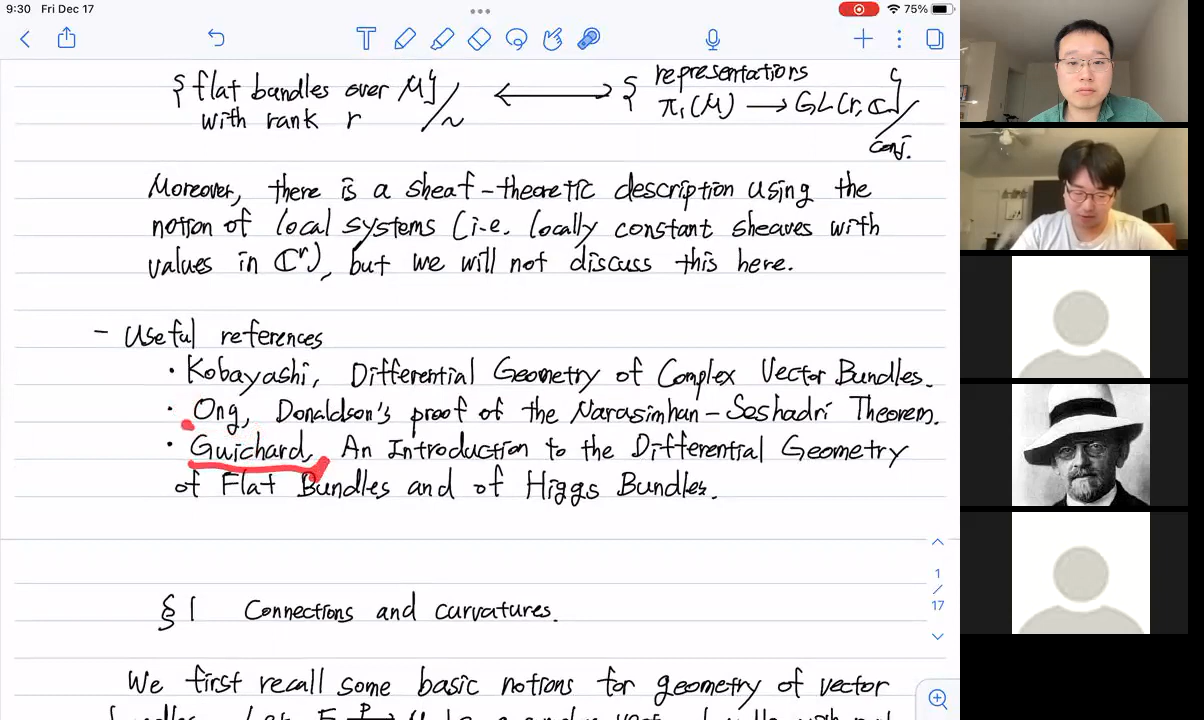 9:30 Fri Dec 17
75%
{ flat bundles over M } / ~ ⟷ { representations
with rank r π₁(M) ⟶ GL(r, ℂ) } / conj.
Moreover, there is a sheaf-theoretic description using the
notion of local systems (i.e. locally constant sheaves with
values in ℂʳ), but we will not discuss this here.
- Useful references
· Kobayashi, Differential Geometry of Complex Vector Bundles.
· Ong, Donaldson's proof of the Narasimhan-Seshadri Theorem.
· Guichard, An Introduction to the Differential Geometry
of Flat Bundles and of Higgs Bundles.
1
/
17
§ 1 Connections and curvatures.
We first recall some basic notions for geometry of vector